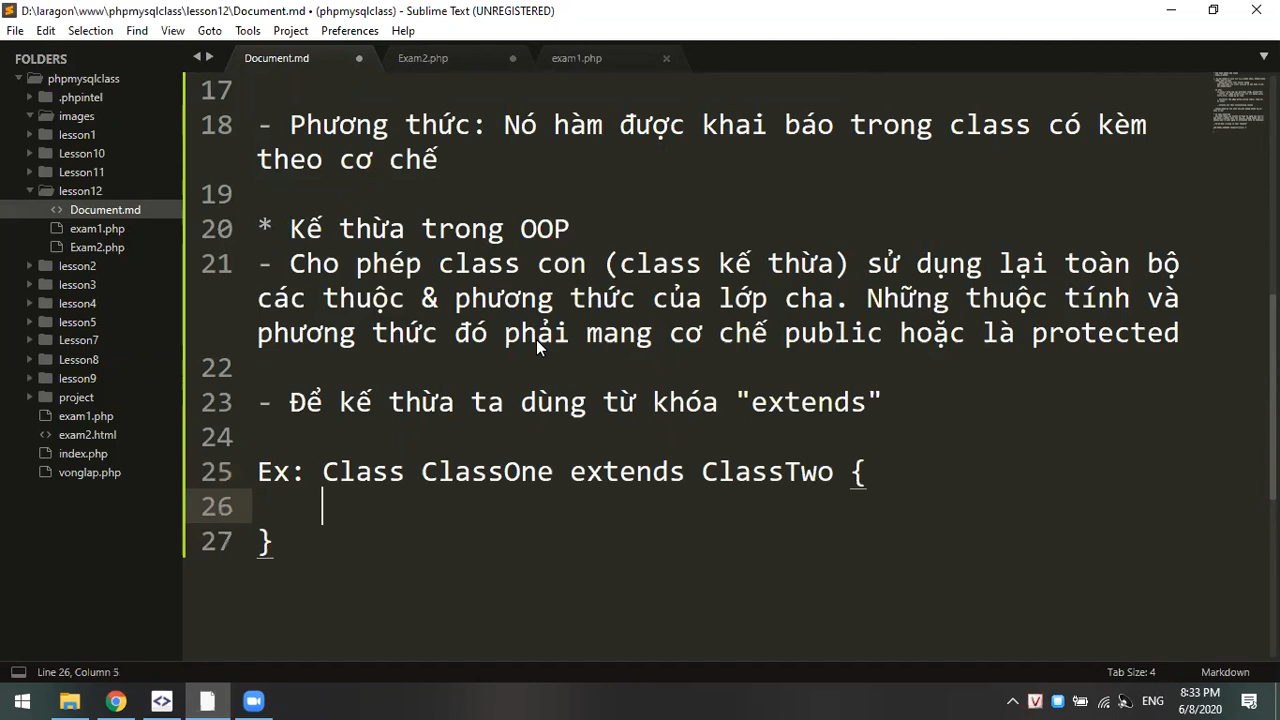 D:\laragon\www\phpmysqlclass\lesson12\Document.md • (phpmysqlclass) - Sublime Text (UNREGISTERED)
File Edit Selection Find View Goto Tools Project Preferences Help
FOLDERS
phpmysqlclass
.phpintel
images
lesson1
Lesson10
Lesson11
lesson12
Document.md
exam1.php
Exam2.php
lesson2
lesson3
lesson4
lesson5
Lesson7
Lesson8
lesson9
project
exam1.php
exam2.html
index.php
vonglap.php
Document.md Exam2.php exam1.php
17
18 - Phương thức: Nó hàm được khai báo trong class có kèm
theo cơ chế
19
20 * Kế thừa trong OOP
21 - Cho phép class con (class kế thừa) sử dụng lại toàn bộ
các thuộc & phương thức của lớp cha. Những thuộc tính và
phương thức đó phải mang cơ chế public hoặc là protected
22
23 - Để kế thừa ta dùng từ khóa "extends"
24
25 Ex: Class ClassOne extends ClassTwo {
26
27 }
Line 26, Column 5
Tab Size: 4 Markdown
ENG
8:33 PM
6/8/2020